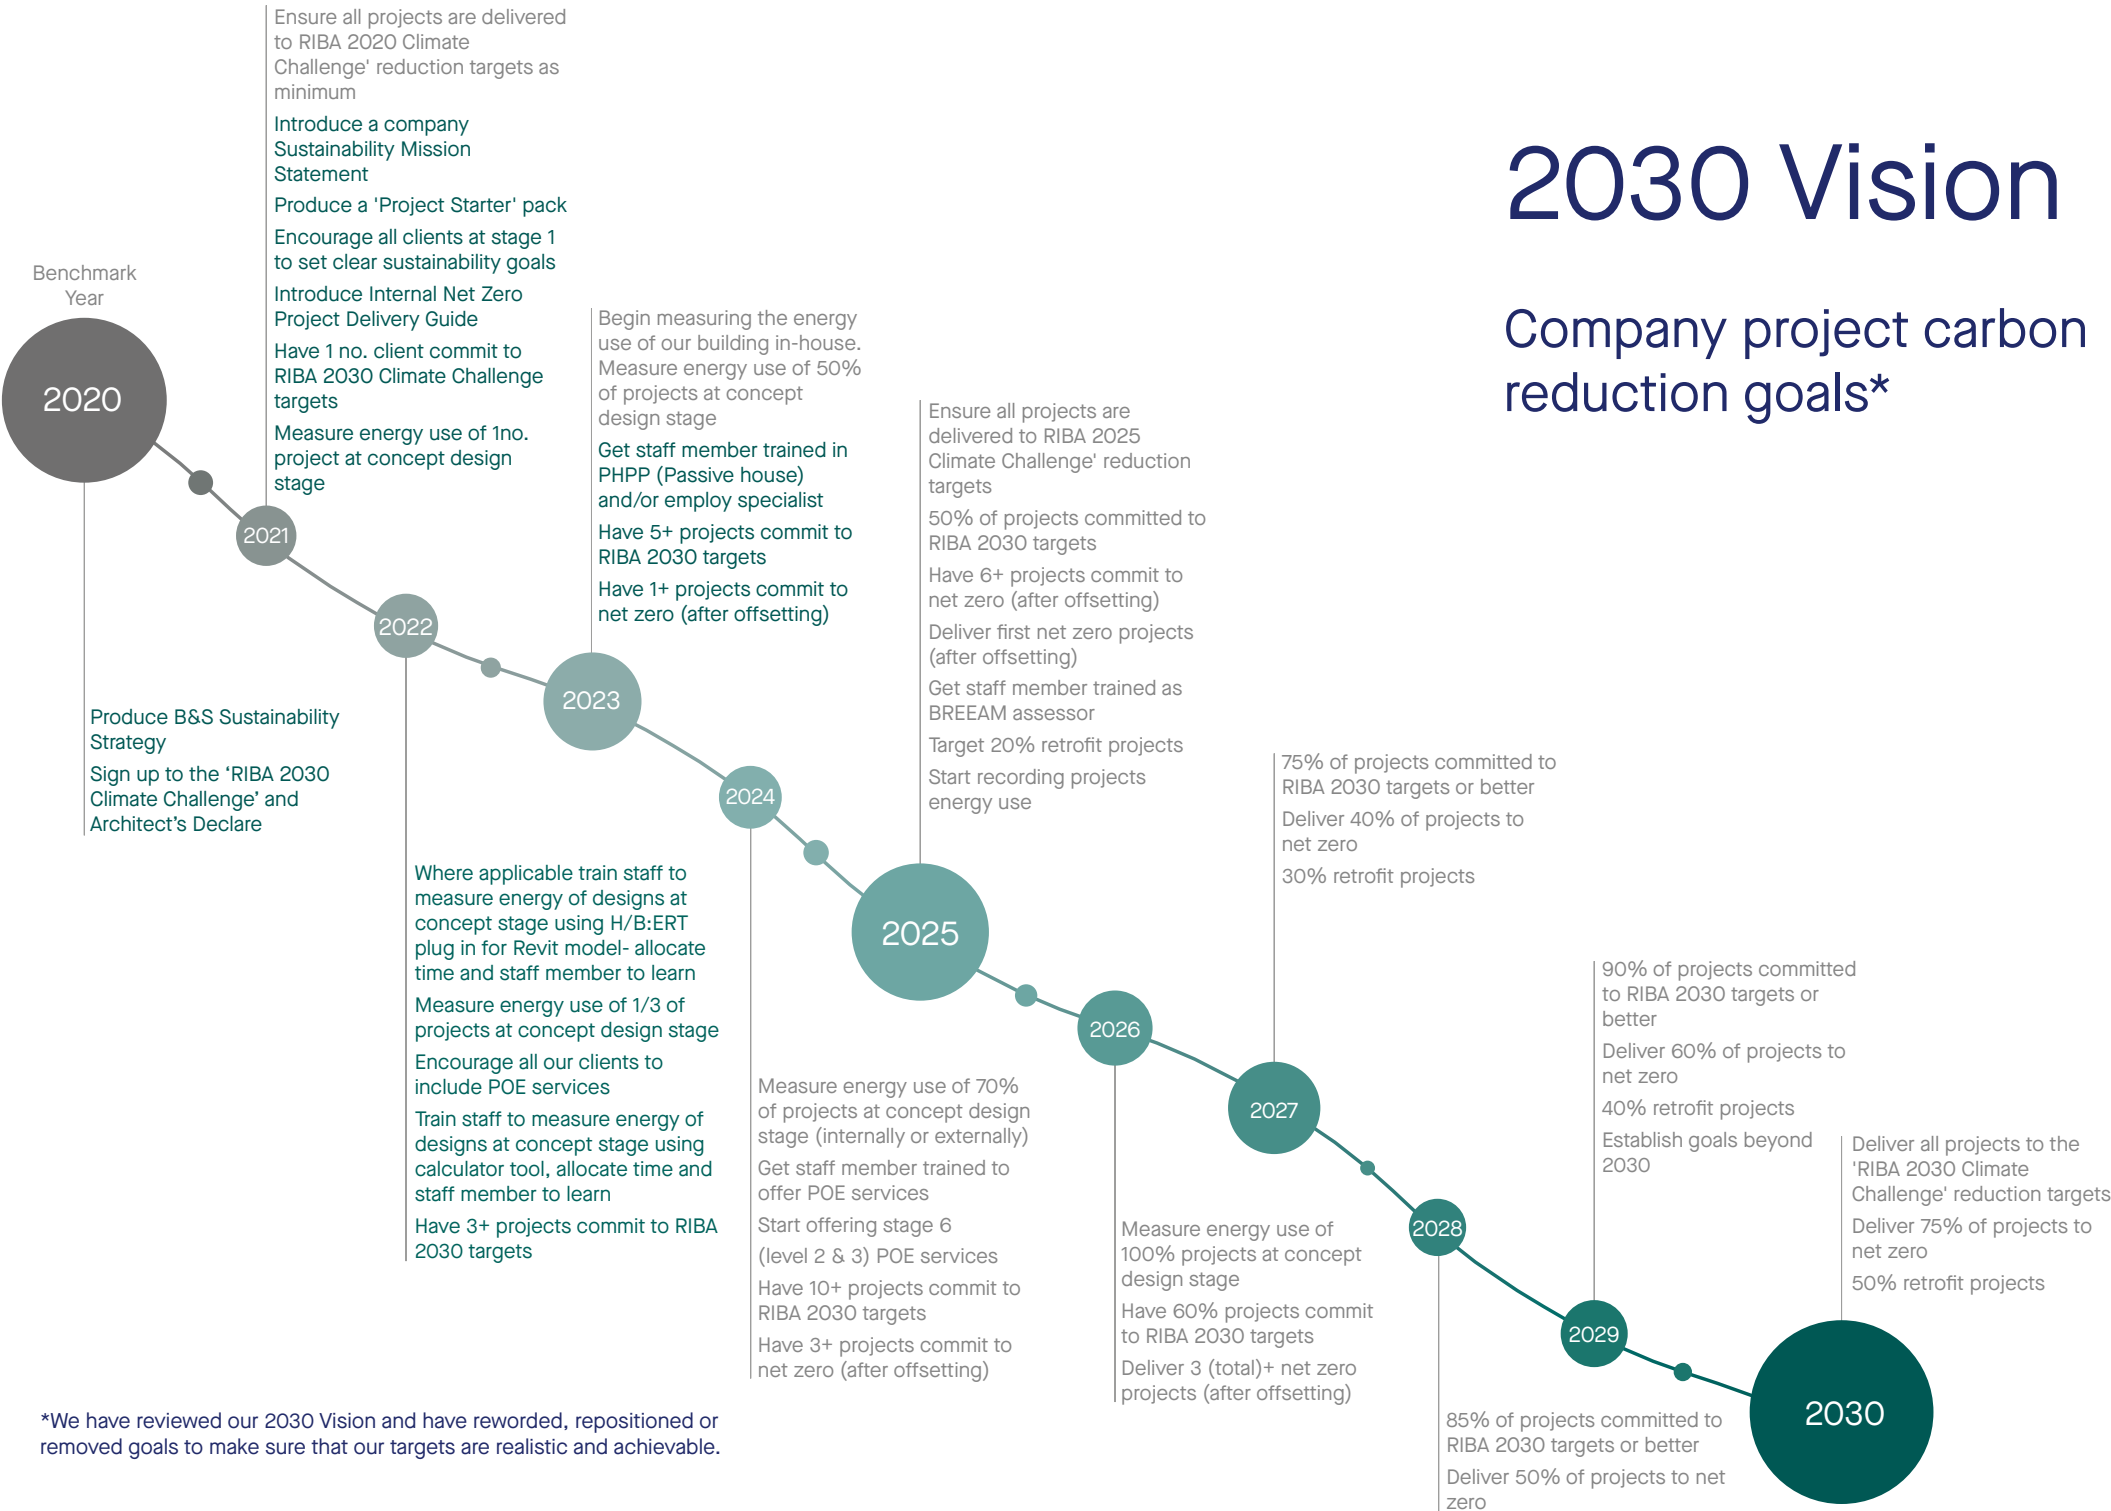 2030 Vision
Company project carbon
reduction goals*
Benchmark
Year
2020
Produce B&S Sustainability
Strategy
Sign up to the ‘RIBA 2030
Climate Challenge’ and
Architect’s Declare
Ensure all projects are delivered
to RIBA 2020 Climate
Challenge' reduction targets as
minimum
Introduce a company
Sustainability Mission
Statement
Produce a 'Project Starter' pack
Encourage all clients at stage 1
to set clear sustainability goals
Introduce Internal Net Zero
Project Delivery Guide
Have 1 no. client commit to
RIBA 2030 Climate Challenge
targets
Measure energy use of 1no.
project at concept design
stage
2021
2022
Where applicable train staff to
measure energy of designs at
concept stage using H/B:ERT
plug in for Revit model- allocate
time and staff member to learn
Measure energy use of 1/3 of
projects at concept design stage
Encourage all our clients to
include POE services
Train staff to measure energy of
designs at concept stage using
calculator tool, allocate time and
staff member to learn
Have 3+ projects commit to RIBA
2030 targets
Begin measuring the energy
use of our building in-house.
Measure energy use of 50%
of projects at concept
design stage
Get staff member trained in
PHPP (Passive house)
and/or employ specialist
Have 5+ projects commit to
RIBA 2030 targets
Have 1+ projects commit to
net zero (after offsetting)
2023
2024
Measure energy use of 70%
of projects at concept design
stage (internally or externally)
Get staff member trained to
offer POE services
Start offering stage 6
(level 2 & 3) POE services
Have 10+ projects commit to
RIBA 2030 targets
Have 3+ projects commit to
net zero (after offsetting)
Ensure all projects are
delivered to RIBA 2025
Climate Challenge' reduction
targets
50% of projects committed to
RIBA 2030 targets
Have 6+ projects commit to
net zero (after offsetting)
Deliver first net zero projects
(after offsetting)
Get staff member trained as
BREEAM assessor
Target 20% retrofit projects
Start recording projects
energy use
2025
2026
Measure energy use of
100% projects at concept
design stage
Have 60% projects commit
to RIBA 2030 targets
Deliver 3 (total)+ net zero
projects (after offsetting)
75% of projects committed to
RIBA 2030 targets or better
Deliver 40% of projects to
net zero
30% retrofit projects
2027
2028
85% of projects committed to
RIBA 2030 targets or better
Deliver 50% of projects to net
zero
90% of projects committed
to RIBA 2030 targets or
better
Deliver 60% of projects to
net zero
40% retrofit projects
Establish goals beyond
2030
2029
Deliver all projects to the
'RIBA 2030 Climate
Challenge' reduction targets
Deliver 75% of projects to
net zero
50% retrofit projects
2030
*We have reviewed our 2030 Vision and have reworded, repositioned or
removed goals to make sure that our targets are realistic and achievable.